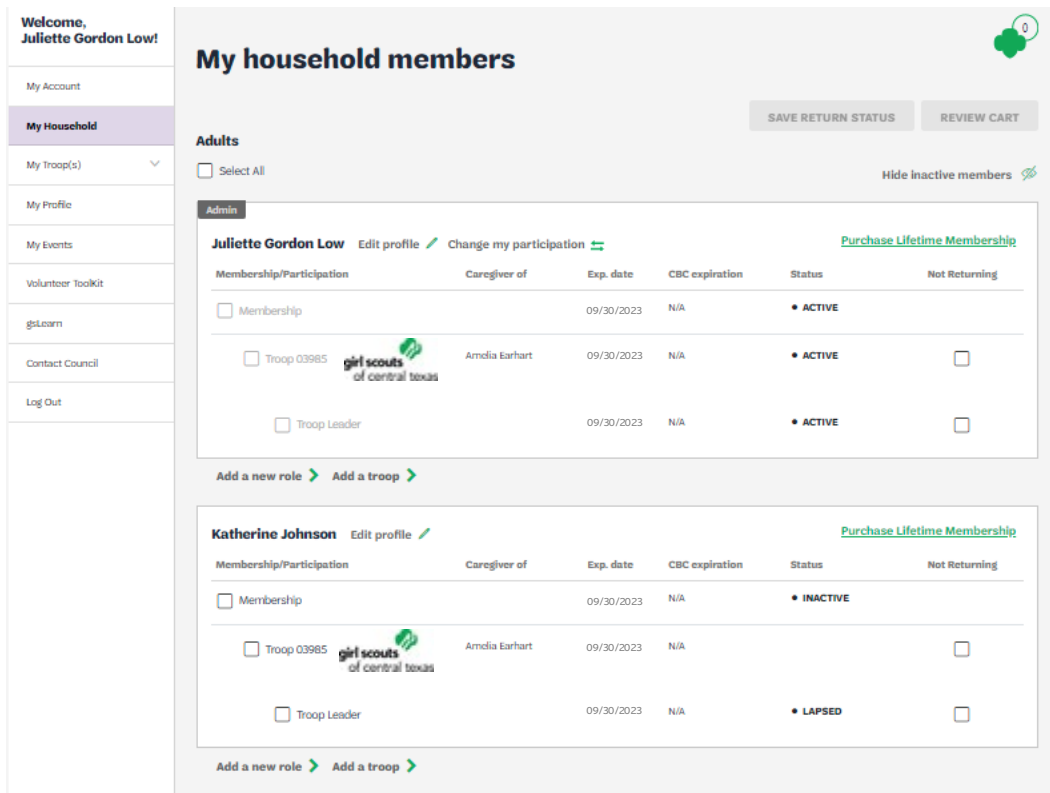 Welcome,
Juliette Gordon Low!
My Account
My Household
My Troop(s)
My Profile
My Events
Volunteer ToolKit
gsLearn
Contact Council
Log Out
My household members
0
SAVE RETURN STATUS
REVIEW CART
Adults
Select All
Hide inactive members
Admin
Juliette Gordon Low Edit profile Change my participation Purchase Lifetime Membership
Membership/Participation Caregiver of Exp. date CBC expiration Status Not Returning
Membership 09/30/2023 N/A • ACTIVE
Troop 03985 girl scouts of central texas Amelia Earhart 09/30/2023 N/A • ACTIVE
Troop Leader 09/30/2023 N/A • ACTIVE
Add a new role Add a troop
Katherine Johnson Edit profile Purchase Lifetime Membership
Membership/Participation Caregiver of Exp. date CBC expiration Status Not Returning
Membership 09/30/2023 N/A • INACTIVE
Troop 03985 girl scouts of central texas Amelia Earhart 09/30/2023 N/A
Troop Leader 09/30/2023 N/A • LAPSED
Add a new role Add a troop